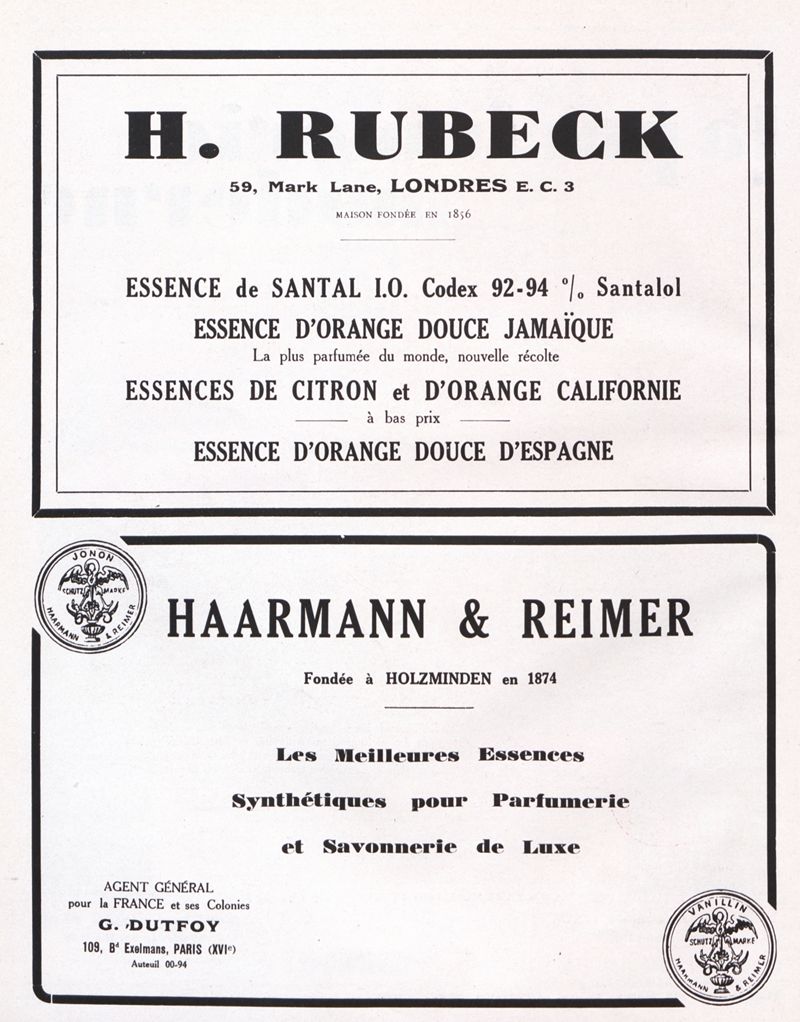 H. RUBECK
59, Mark Lane, LONDRES E. C. 3
MAISON FONDÉE EN 1856
ESSENCE de SANTAL I.O. Codex 92-94 % Santalol
ESSENCE D'ORANGE DOUCE JAMAÏQUE
La plus parfumée du monde, nouvelle récolte
ESSENCES DE CITRON et D'ORANGE CALIFORNIE
à bas prix
ESSENCE D'ORANGE DOUCE D'ESPAGNE
JONON
SCHUTZ MARKE
HAARMANN & REIMER
HAARMANN & REIMER
Fondée à HOLZMINDEN en 1874
Les Meilleures Essences
Synthétiques pour Parfumerie
et Savonnerie de Luxe
AGENT GÉNÉRAL
pour la FRANCE et ses Colonies
G. DUTFOY
109, Bd Exelmans, PARIS (XVIe)
Auteuil 00-94
VANILLIN
SCHUTZ MARKE
HAARMANN & REIMER